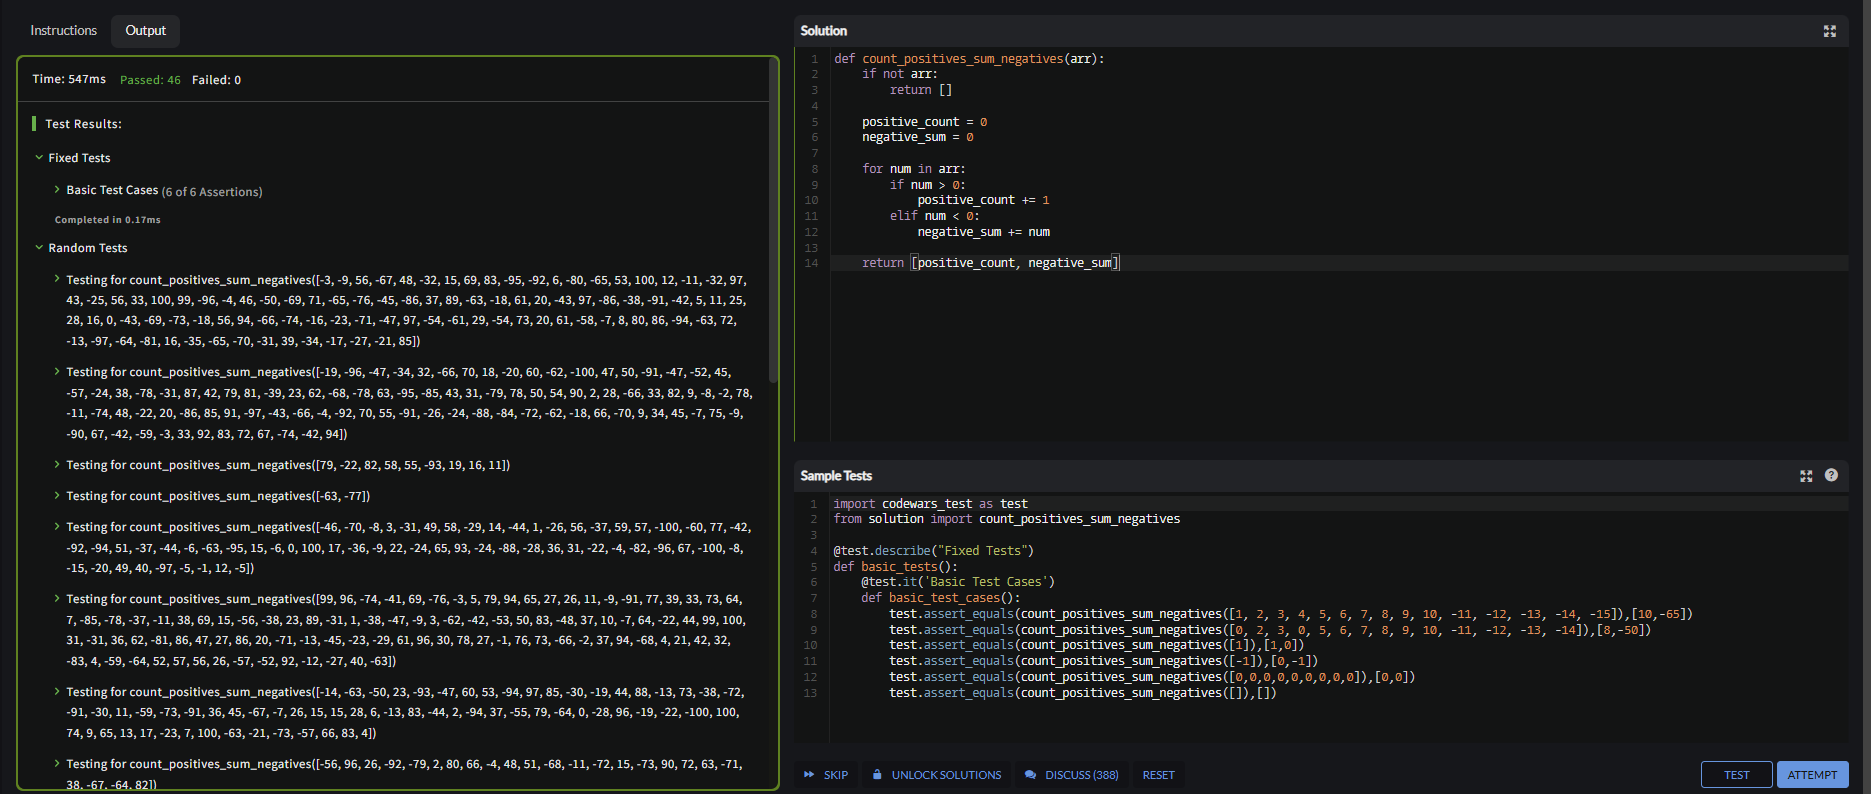 Instructions
Output
Time: 547ms Passed: 46 Failed: 0
Test Results:
Fixed Tests
Basic Test Cases (6 of 6 Assertions)
Completed in 0.17ms
Random Tests
Testing for count_positives_sum_negatives([-3, -9, 56, -67, 48, -32, 15, 69, 83, -95, -92, 6, -80, -65, 53, 100, 12, -11, -32, 97,
43, -25, 56, 33, 100, 99, -96, -4, 46, -50, -69, 71, -65, -76, -45, -86, 37, 89, -63, -18, 61, 20, -43, 97, -86, -38, -91, -42, 5, 11, 25,
28, 16, 0, -43, -69, -73, -18, 56, 94, -66, -74, -16, -23, -71, -47, 97, -54, -61, 29, -54, 73, 20, 61, -58, -7, 8, 80, 86, -94, -63, 72,
-13, -97, -64, -81, 16, -35, -65, -70, -31, 39, -34, -17, -27, -21, 85])
Testing for count_positives_sum_negatives([-19, -96, -47, -34, 32, -66, 70, 18, -20, 60, -62, -100, 47, 50, -91, -47, -52, 45,
-57, -24, 38, -78, -31, 87, 42, 79, 81, -39, 23, 62, -68, -78, 63, -95, -85, 43, 31, -79, 78, 50, 54, 90, 2, 28, -66, 33, 82, 9, -8, -2, 78,
-11, -74, 48, -22, 20, -86, 85, 91, -97, -43, -66, -4, -92, 70, 55, -91, -26, -24, -88, -84, -72, -62, -18, 66, -70, 9, 34, 45, -7, 75, -9,
-90, 67, -42, -59, -3, 33, 92, 83, 72, 67, -74, -42, 94])
Testing for count_positives_sum_negatives([79, -22, 82, 58, 55, -93, 19, 16, 11])
Testing for count_positives_sum_negatives([-63, -77])
Testing for count_positives_sum_negatives([-46, -70, -8, 3, -31, 49, 58, -29, 14, -44, 1, -26, 56, -37, 59, 57, -100, -60, 77, -42,
-92, -94, 51, -37, -44, -6, -63, -95, 15, -6, 0, 100, 17, -36, -9, 22, -24, 65, 93, -24, -88, -28, 36, 31, -22, -4, -82, -96, 67, -100, -8,
-15, -20, 49, 40, -97, -5, -1, 12, -5])
Testing for count_positives_sum_negatives([99, 96, -74, -41, 69, -76, -3, 5, 79, 94, 65, 27, 26, 11, -9, -91, 77, 39, 33, 73, 64,
7, -85, -78, -37, -11, 38, 69, 15, -56, -38, 23, 89, -31, 1, -38, -47, -9, 3, -62, -42, -53, 50, 83, -48, 37, 10, -7, 64, -22, 44, 99, 100,
31, -31, 36, 62, -81, 86, 47, 27, 86, 20, -71, -13, -45, -23, -29, 61, 96, 30, 78, 27, -1, 76, 73, -66, -2, 37, 94, -68, 4, 21, 42, 32,
-83, 4, -59, -64, 52, 57, 56, 26, -57, -52, 92, -12, -27, 40, -63])
Testing for count_positives_sum_negatives([-14, -63, -50, 23, -93, -47, 60, 53, -94, 97, 85, -30, -19, 44, 88, -13, 73, -38, -72,
-91, -30, 11, -59, -73, -91, 36, 45, -67, -7, 26, 15, 15, 28, 6, -13, 83, -44, 2, -94, 37, -55, 79, -64, 0, -28, 96, -19, -22, -100, 100,
74, 9, 65, 13, 17, -23, 7, 100, -63, -21, -73, -57, 66, 83, 4])
Testing for count_positives_sum_negatives([-56, 96, 26, -92, -79, 2, 80, 66, -4, 48, 51, -68, -11, -72, 15, -73, 90, 72, 63, -71,
38, -67, -64, 82])
Solution
1 def count_positives_sum_negatives(arr):
2     if not arr:
3         return []
4
5     positive_count = 0
6     negative_sum = 0
7
8     for num in arr:
9         if num > 0:
10             positive_count += 1
11         elif num < 0:
12             negative_sum += num
13
14     return [positive_count, negative_sum]
Sample Tests
1 import codewars_test as test
2 from solution import count_positives_sum_negatives
3
4 @test.describe("Fixed Tests")
5 def basic_tests():
6     @test.it('Basic Test Cases')
7     def basic_test_cases():
8         test.assert_equals(count_positives_sum_negatives([1, 2, 3, 4, 5, 6, 7, 8, 9, 10, -11, -12, -13, -14, -15]),[10,-65])
9         test.assert_equals(count_positives_sum_negatives([0, 2, 3, 0, 5, 6, 7, 8, 9, 10, -11, -12, -13, -14]),[8,-50])
10         test.assert_equals(count_positives_sum_negatives([1]),[1,0])
11         test.assert_equals(count_positives_sum_negatives([-1]),[0,-1])
12         test.assert_equals(count_positives_sum_negatives([0,0,0,0,0,0,0,0,0]),[0,0])
13         test.assert_equals(count_positives_sum_negatives([]),[])
SKIP
UNLOCK SOLUTIONS
DISCUSS (388)
RESET
TEST
ATTEMPT